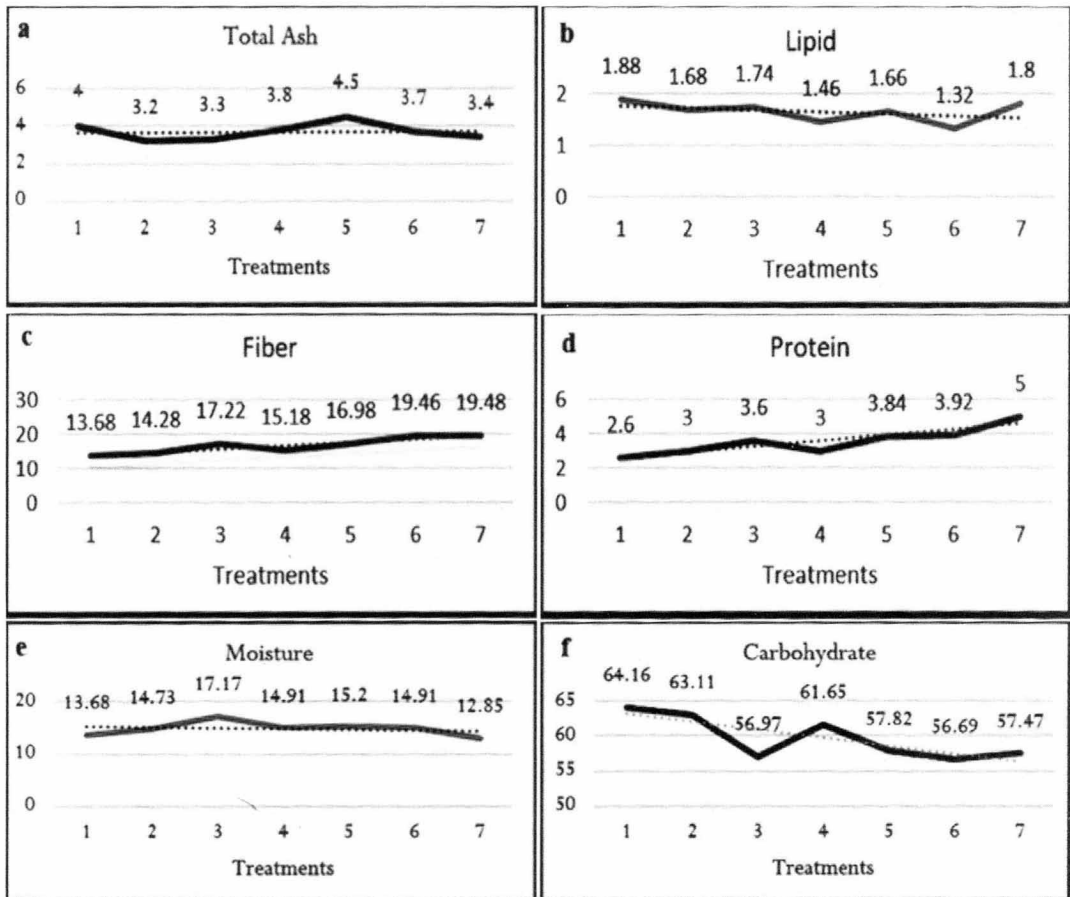 a
Total Ash
4 3.2 3.3 3.8 4.5 3.7 3.4
6
4
2
0
1 2 3 4 5 6 7
Treatments
b
Lipid
1.88 1.68 1.74 1.46 1.66 1.32 1.8
2
1
0
1 2 3 4 5 6 7
Treatments
c
Fiber
13.68 14.28 17.22 15.18 16.98 19.46 19.48
30
20
10
0
1 2 3 4 5 6 7
Treatments
d
Protein
2.6 3 3.6 3 3.84 3.92 5
6
4
2
0
1 2 3 4 5 6 7
Treatments
e
Moisture
13.68 14.73 17.17 14.91 15.2 14.91 12.85
20
10
0
1 2 3 4 5 6 7
Treatments
f
Carbohydrate
64.16 63.11 56.97 61.65 57.82 56.69 57.47
65
60
55
50
1 2 3 4 5 6 7
Treatments